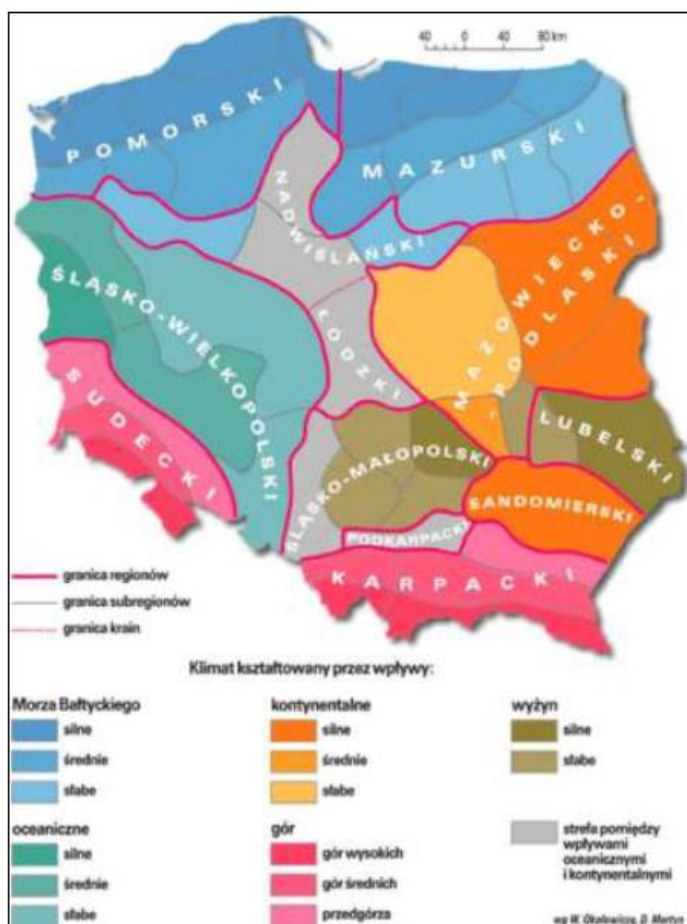 40 0 40 80 km
POMORSKI
MAZURSKI
NADWIŚLAŃSKI
MAZOWIECKO-
-PODLASKI
ŚLĄSKO-WIELKOPOLSKI
ŁÓDZKI
SUDECKI
LUBELSKI
ŚLĄSKO-MAŁOPOLSKI
SANDOMIERSKI
PODKARPACKI
KARPACKI
granica regionów
granica subregionów
granica krain
Klimat kształtowany przez wpływy:
Morza Bałtyckiego
silne
średnie
słabe
kontynentalne
silne
średnie
słabe
wyżyn
silne
słabe
oceaniczne
silne
średnie
słabe
gór
gór wysokich
gór średnich
przedgórza
strefa pomiędzy
wpływami
oceanicznymi
i kontynentalnymi
wg W. Okołowicza, D. Martyn